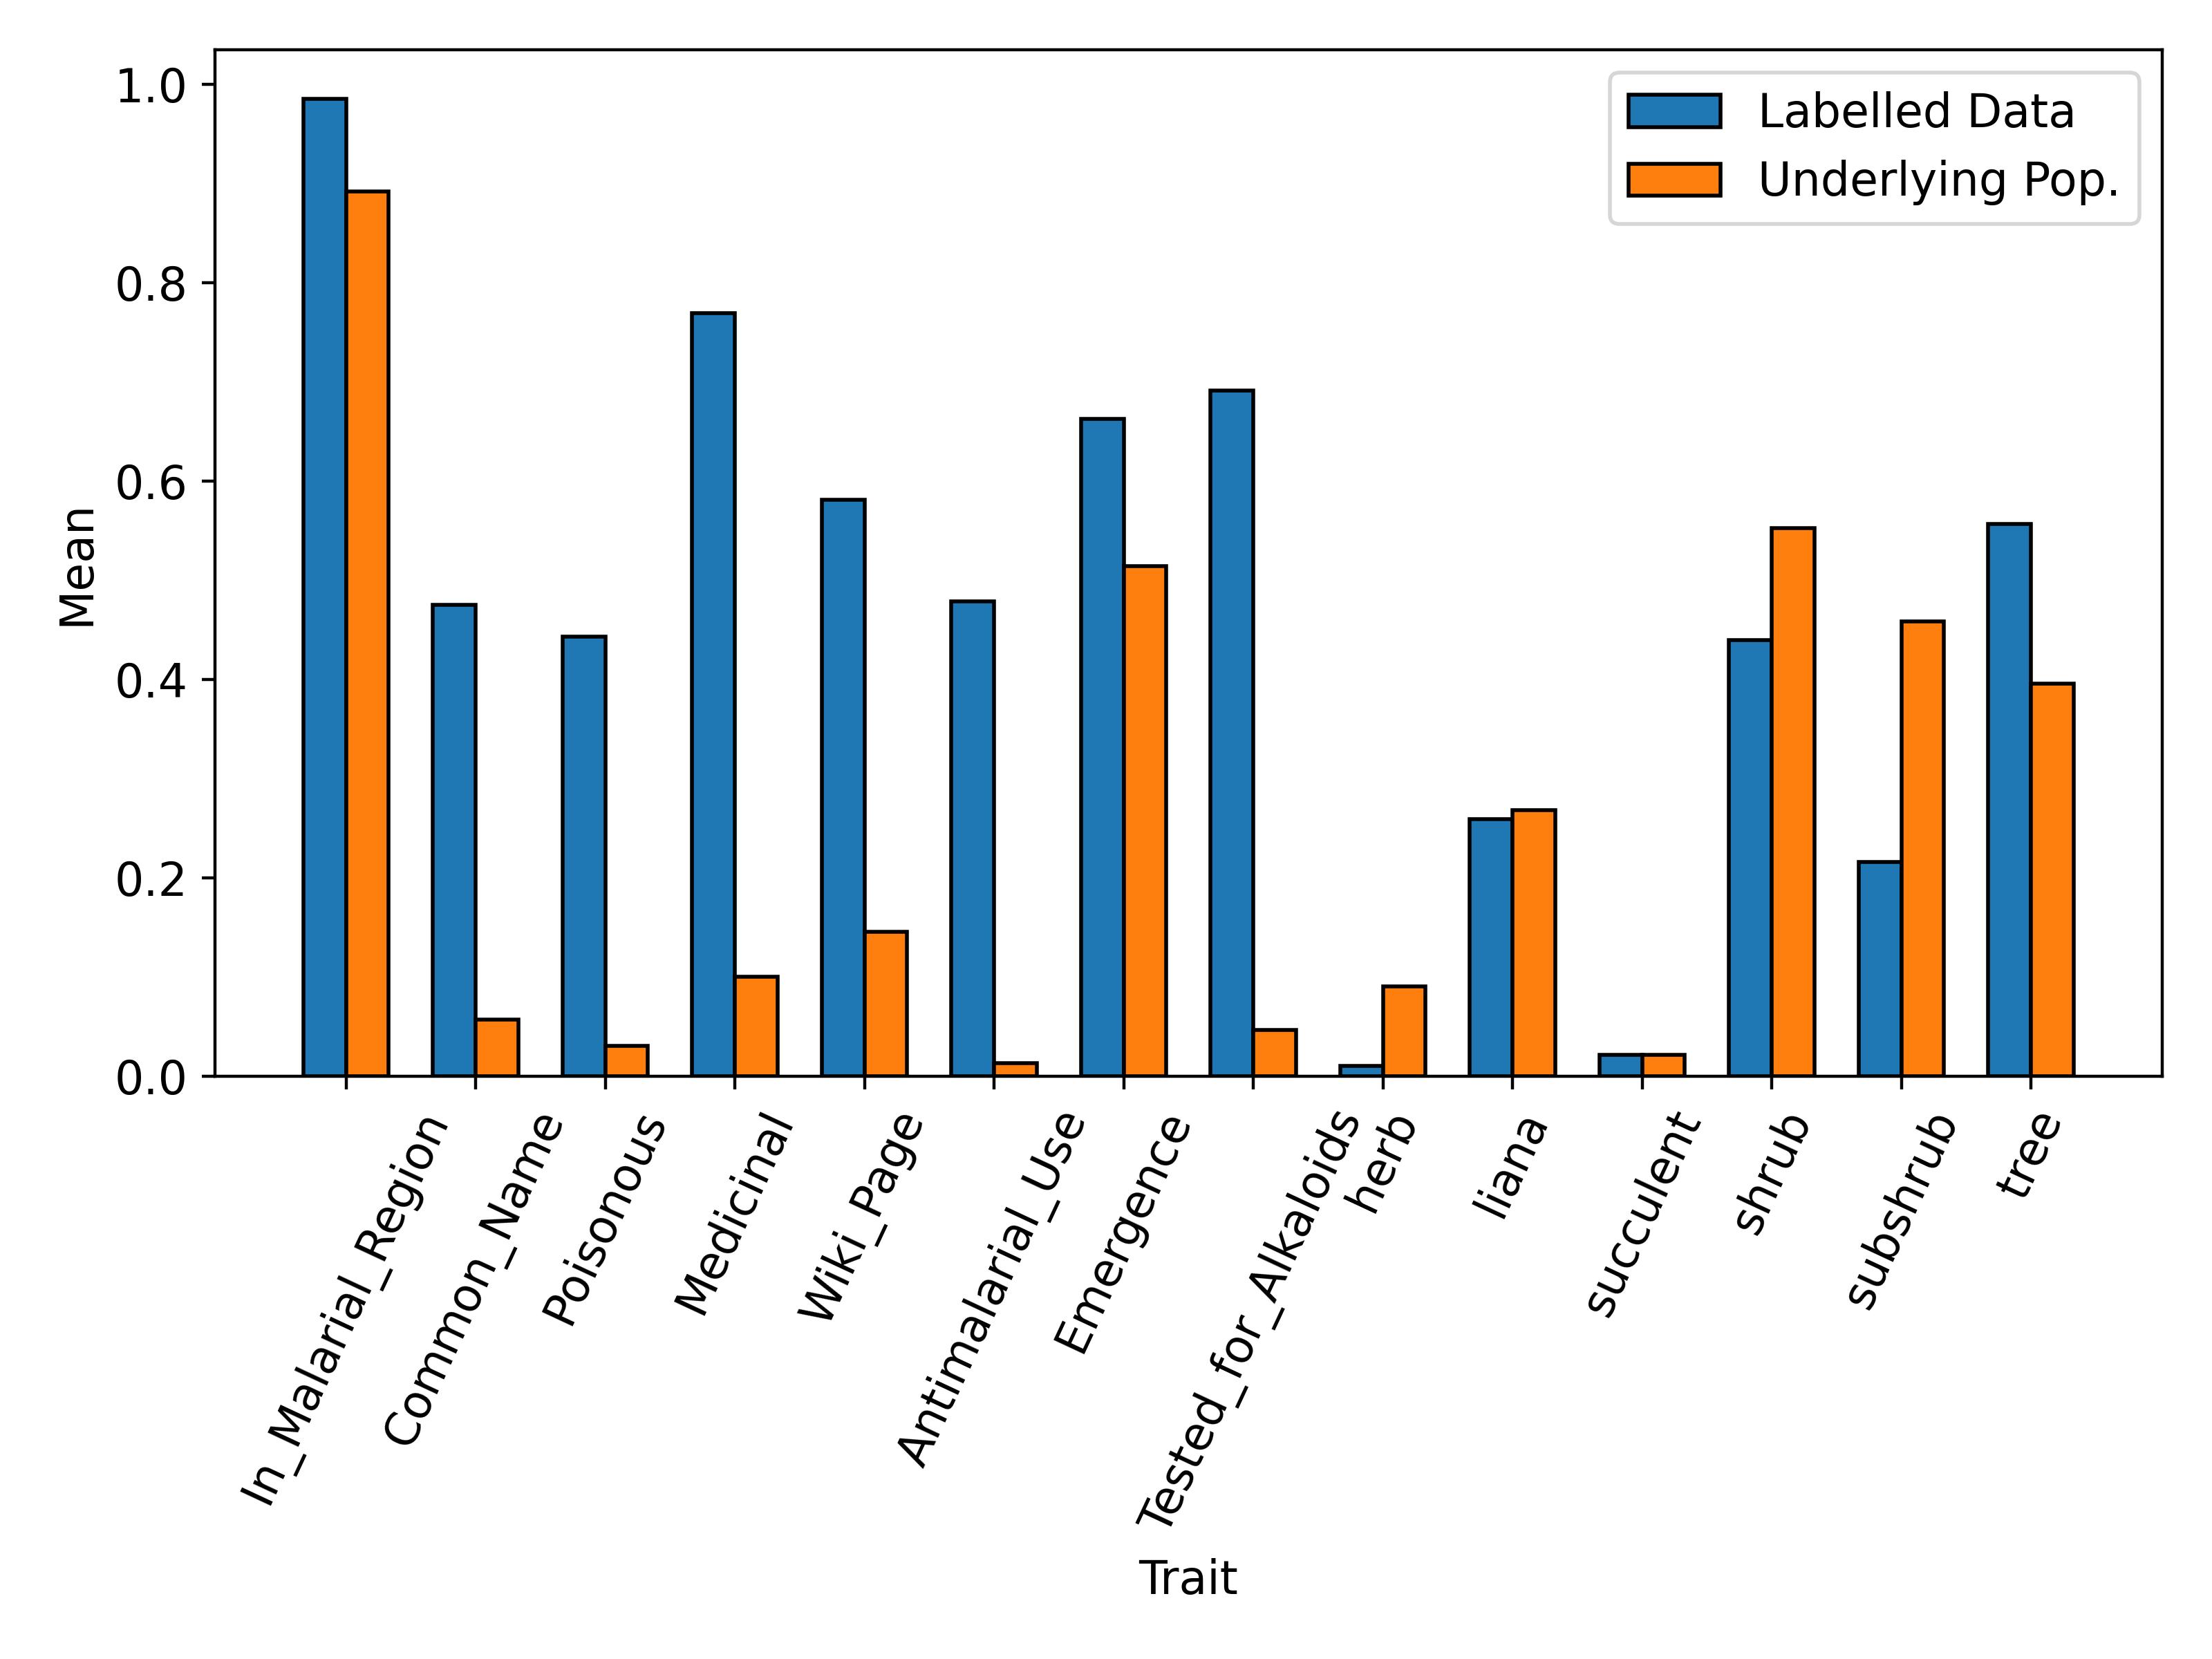 1.0
0.8
0.6
0.4
0.2
0.0
Mean
Labelled Data
Underlying Pop.
In_Malarial_Region
Common_Name
Poisonous
Medicinal
Wiki_Page
Antimalarial_Use
Emergence
Tested_for_Alkaloids
herb
liana
succulent
shrub
subshrub
tree
Trait